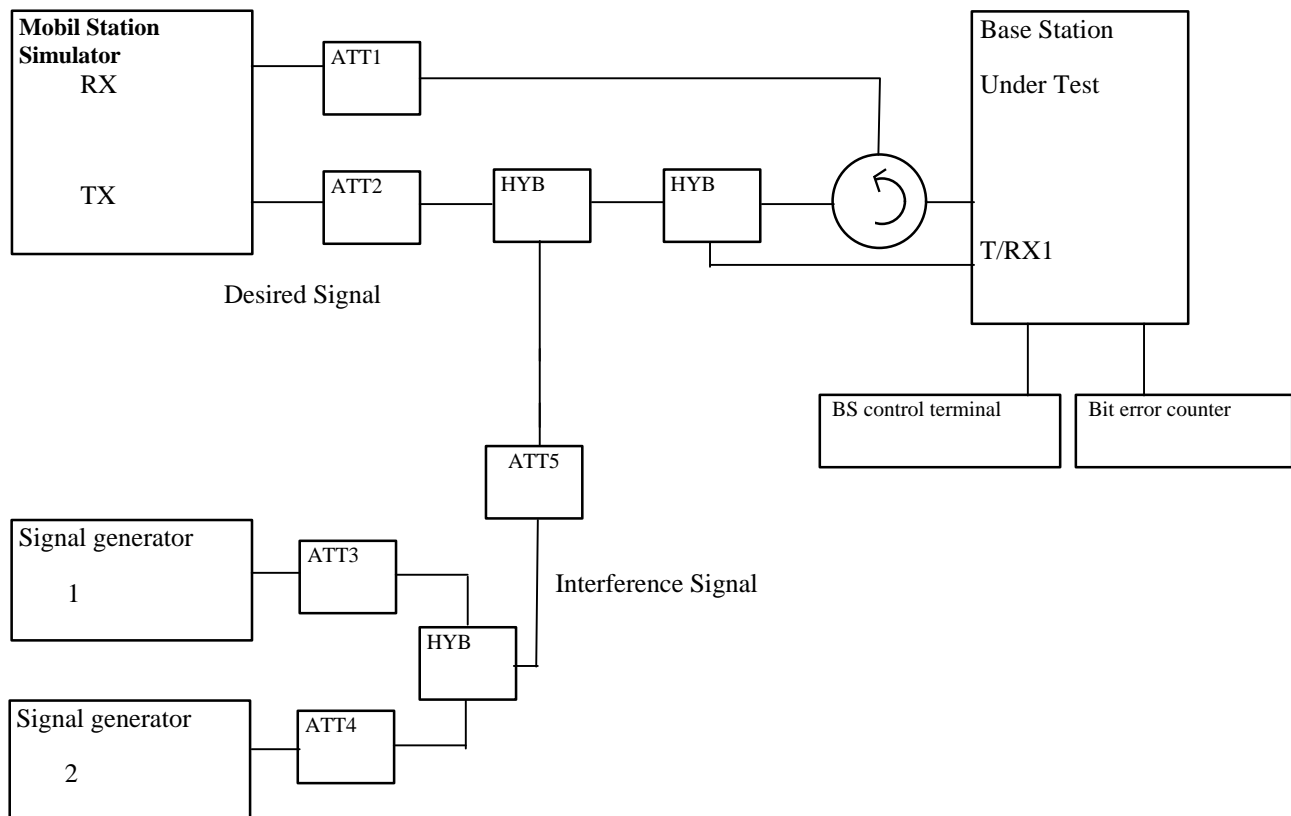 Mobil Station
Simulator
RX
TX
ATT1
ATT2
HYB
HYB
Base Station
Under Test
T/RX1
Desired Signal
BS control terminal
Bit error counter
ATT5
Signal generator
1
ATT3
Interference Signal
HYB
Signal generator
2
ATT4